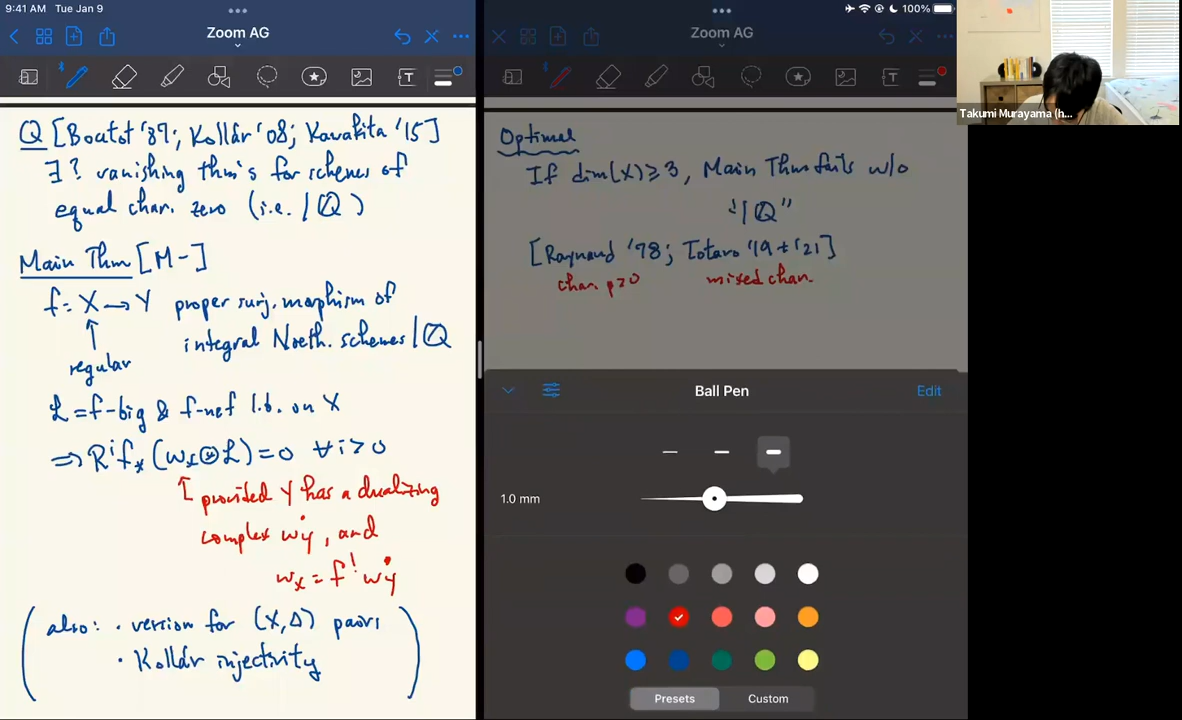 9:41 AM Tue Jan 9
100%
Zoom AG
Q [Boutot '87; Kollár '08; Kawakita '15]
∃? vanishing thm's for schemes of
equal char. zero (i.e. /ℚ)
Main Thm [M-]
f: X → Y proper surj. morphism of
integral Noeth. schemes /ℚ
↑
regular
ℒ = f-big & f-nef l.b. on X
⇒ Rⁱf_*(ω_X⊗ℒ) = 0 ∀i>0
↑ provided Y has a dualizing
complex ω_Y^•, and
ω_X = f^! ω_Y^•
(also: · version for (X,Δ) pairs
· Kollár injectivity)
Zoom AG
Optimal
If dim(X) ≥ 3, Main Thm fails w/o
"/ℚ"
[Raynaud '78; Totaro '19 + '21]
char. p>0 mixed char.
Ball Pen
Edit
1.0 mm
Presets
Custom
Takumi Murayama (h...